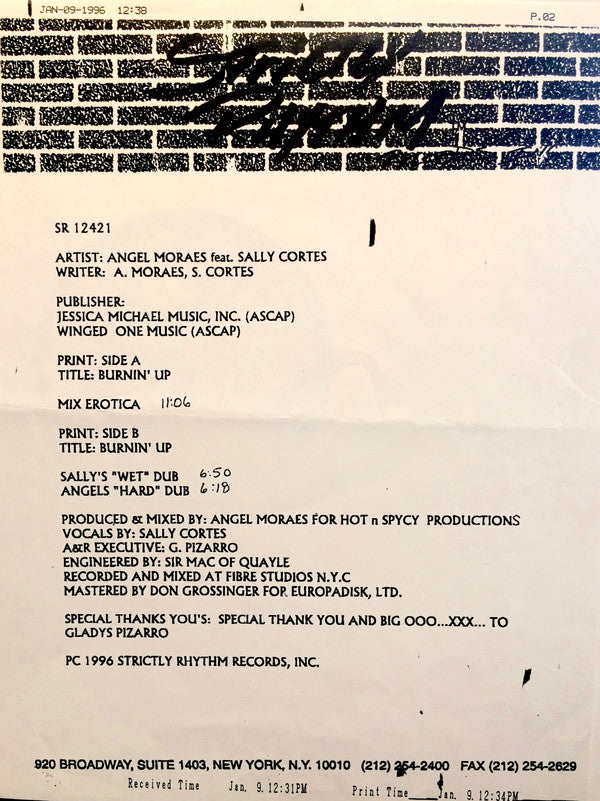 JAN-09-1996 12:38 P.02
Strictly
Rhythm
SR 12421
ARTIST: ANGEL MORAES feat. SALLY CORTES
WRITER: A. MORAES, S. CORTES
PUBLISHER:
JESSICA MICHAEL MUSIC, INC. (ASCAP)
WINGED ONE MUSIC (ASCAP)
PRINT: SIDE A
TITLE: BURNIN' UP
MIX EROTICA 11:06
PRINT: SIDE B
TITLE: BURNIN' UP
SALLY'S "WET" DUB 6:50
ANGELS "HARD" DUB 6:18
PRODUCED & MIXED BY: ANGEL MORAES FOR HOT n SPYCY PRODUCTIONS
VOCALS BY: SALLY CORTES
A&R EXECUTIVE: G. PIZARRO
ENGINEERED BY: SIR MAC OF QUAYLE
RECORDED AND MIXED AT FIBRE STUDIOS N.Y.C
MASTERED BY DON GROSSINGER FOP. EUROPADISK, LTD.
SPECIAL THANKS YOU'S: SPECIAL THANK YOU AND BIG OOO...XXX... TO
GLADYS PIZARRO
PC 1996 STRICTLY RHYTHM RECORDS, INC.
920 BROADWAY, SUITE 1403, NEW YORK, N.Y. 10010 (212) 254-2400 FAX (212) 254-2629
Received Time Jan. 9. 12:31PM Print Time Jan. 9. 12:34PM